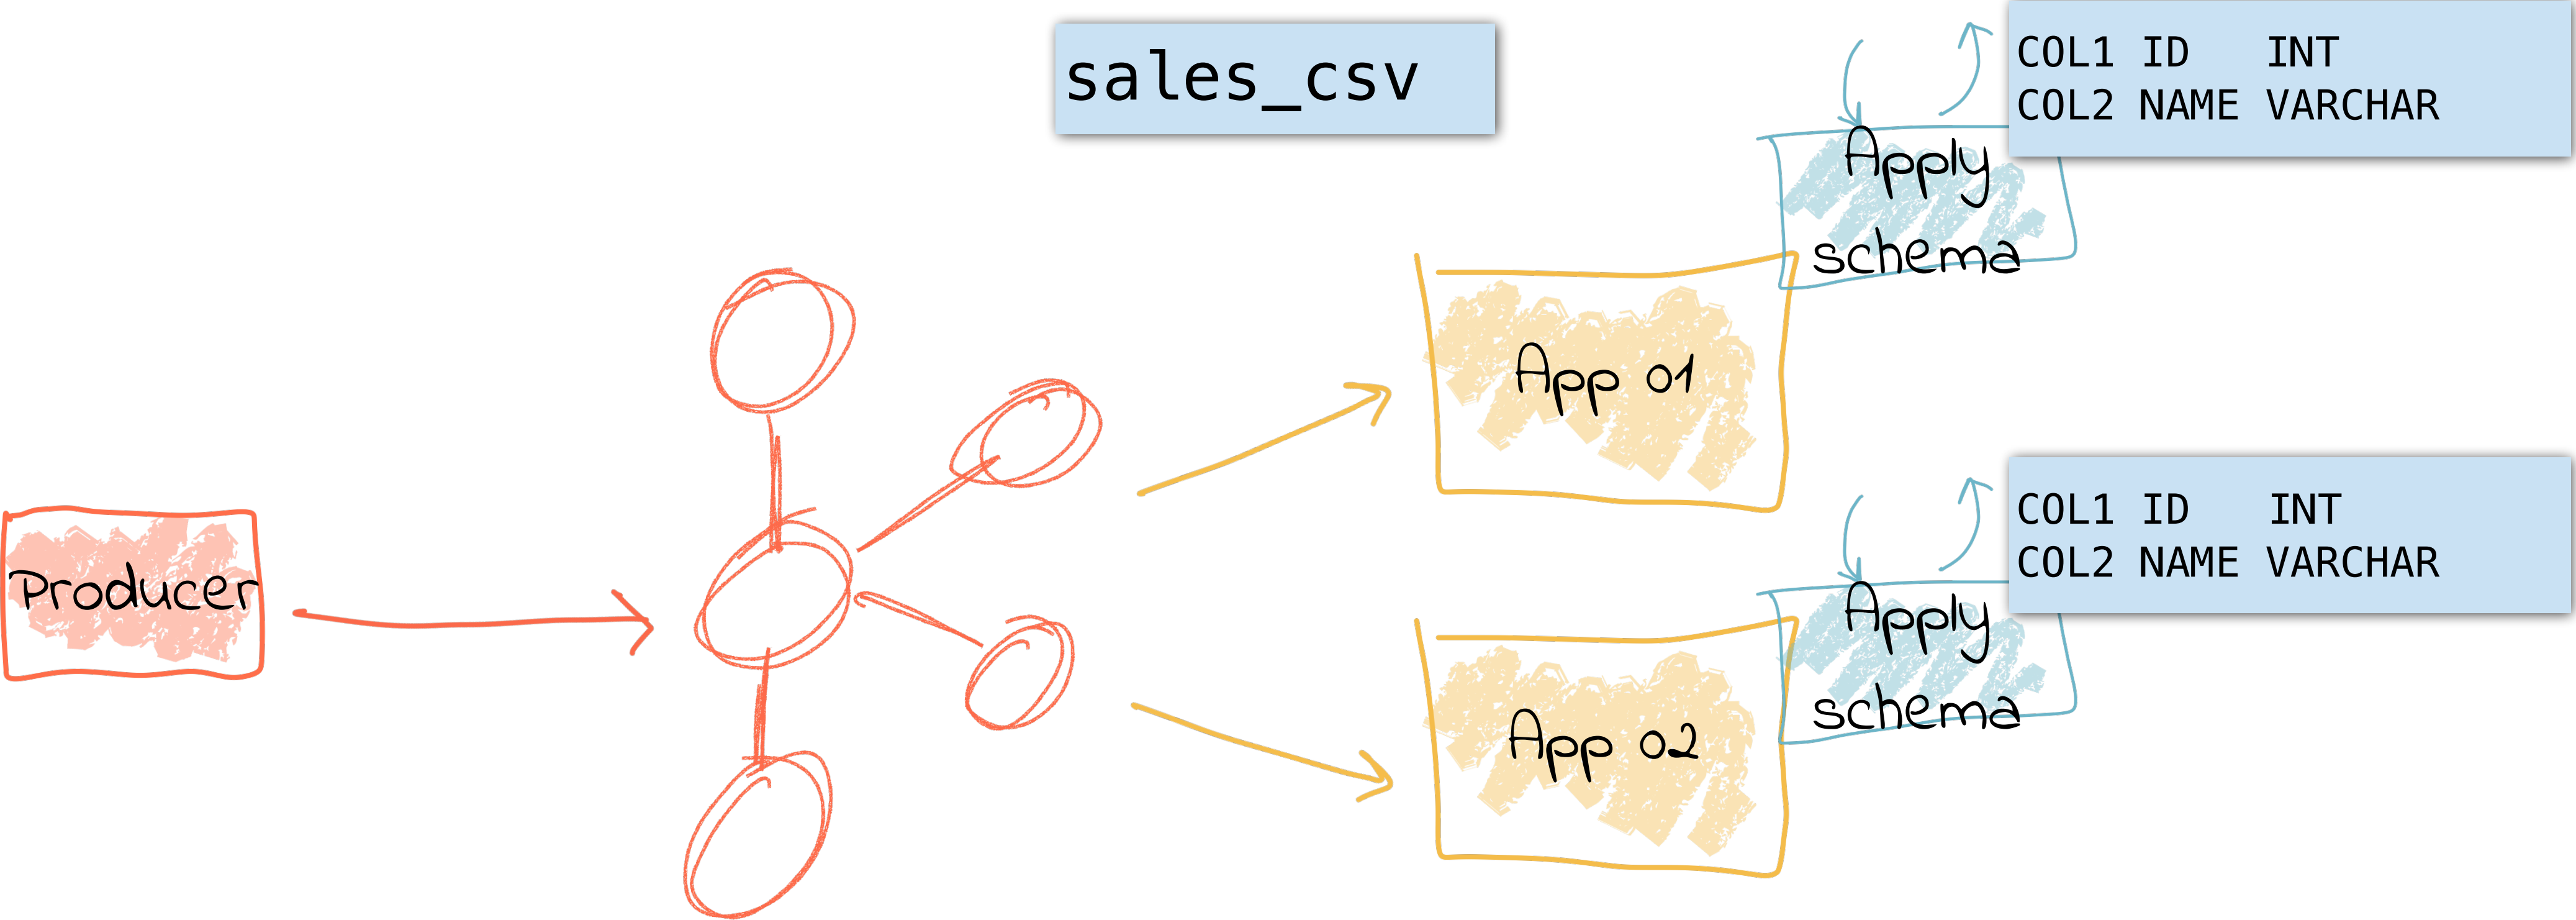 sales_csv
COL1 ID   INT
COL2 NAME VARCHAR
Apply
schema
App 01
Producer
COL1 ID   INT
COL2 NAME VARCHAR
Apply
schema
App 02